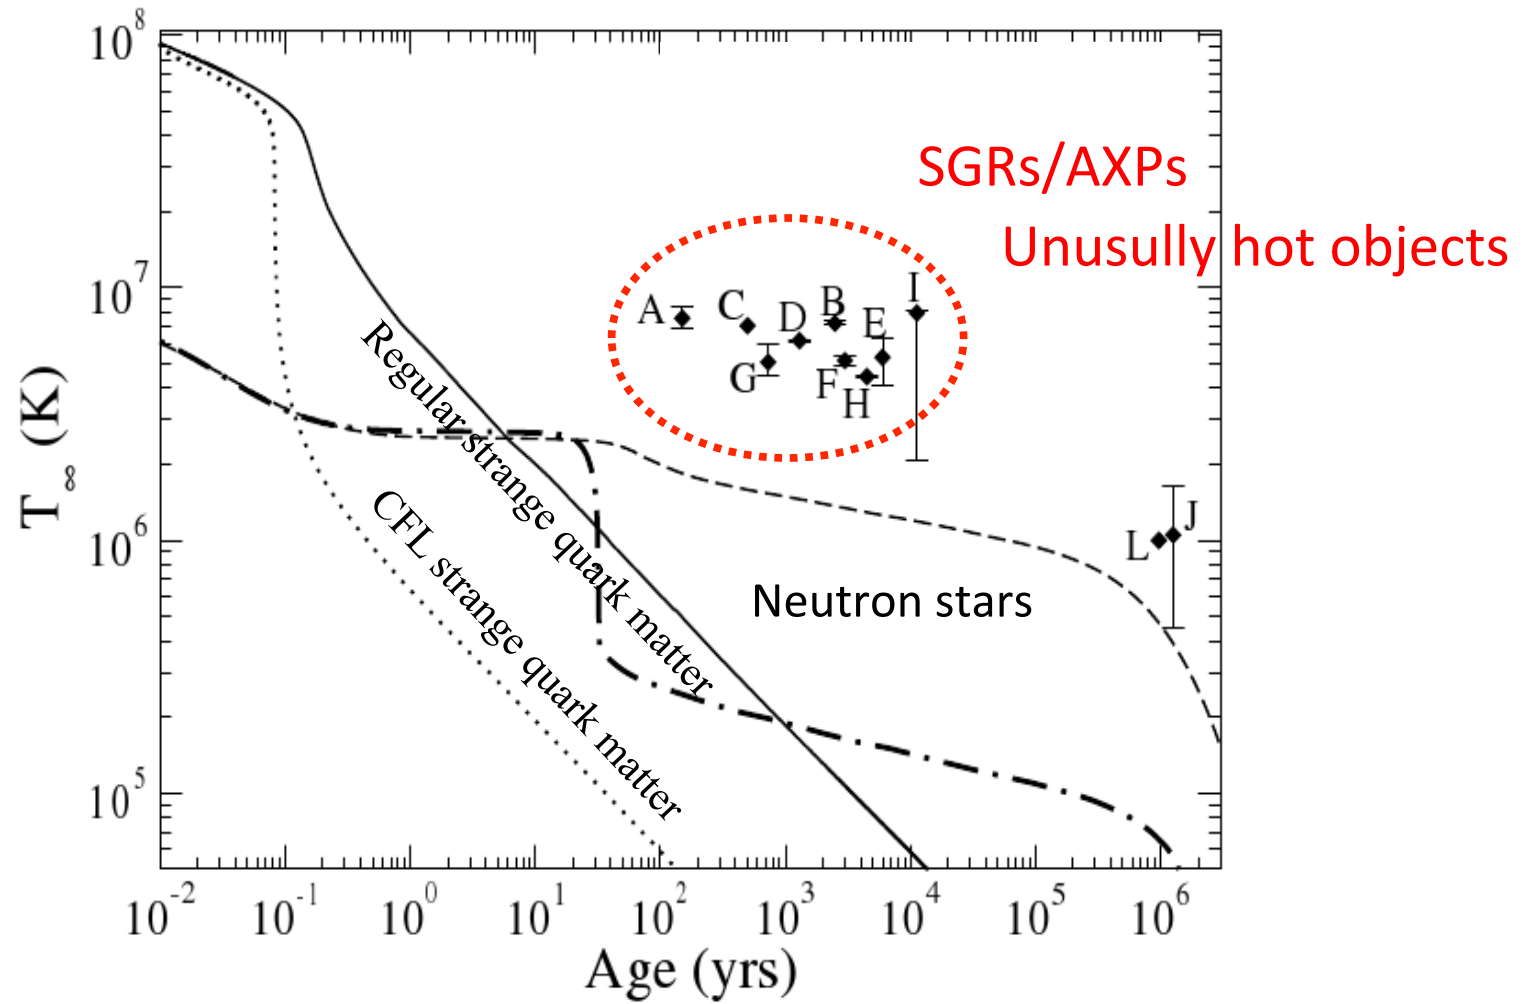 10^8
SGRs/AXPs
Unusully hot objects
10^7
I
A
C
D
B
E
G
F
H
Regular strange quark matter
T∞ (K)
CFL strange quark matter
10^6
L
J
Neutron stars
10^5
10^-2 10^-1 10^0 10^1 10^2 10^3 10^4 10^5 10^6
Age (yrs)